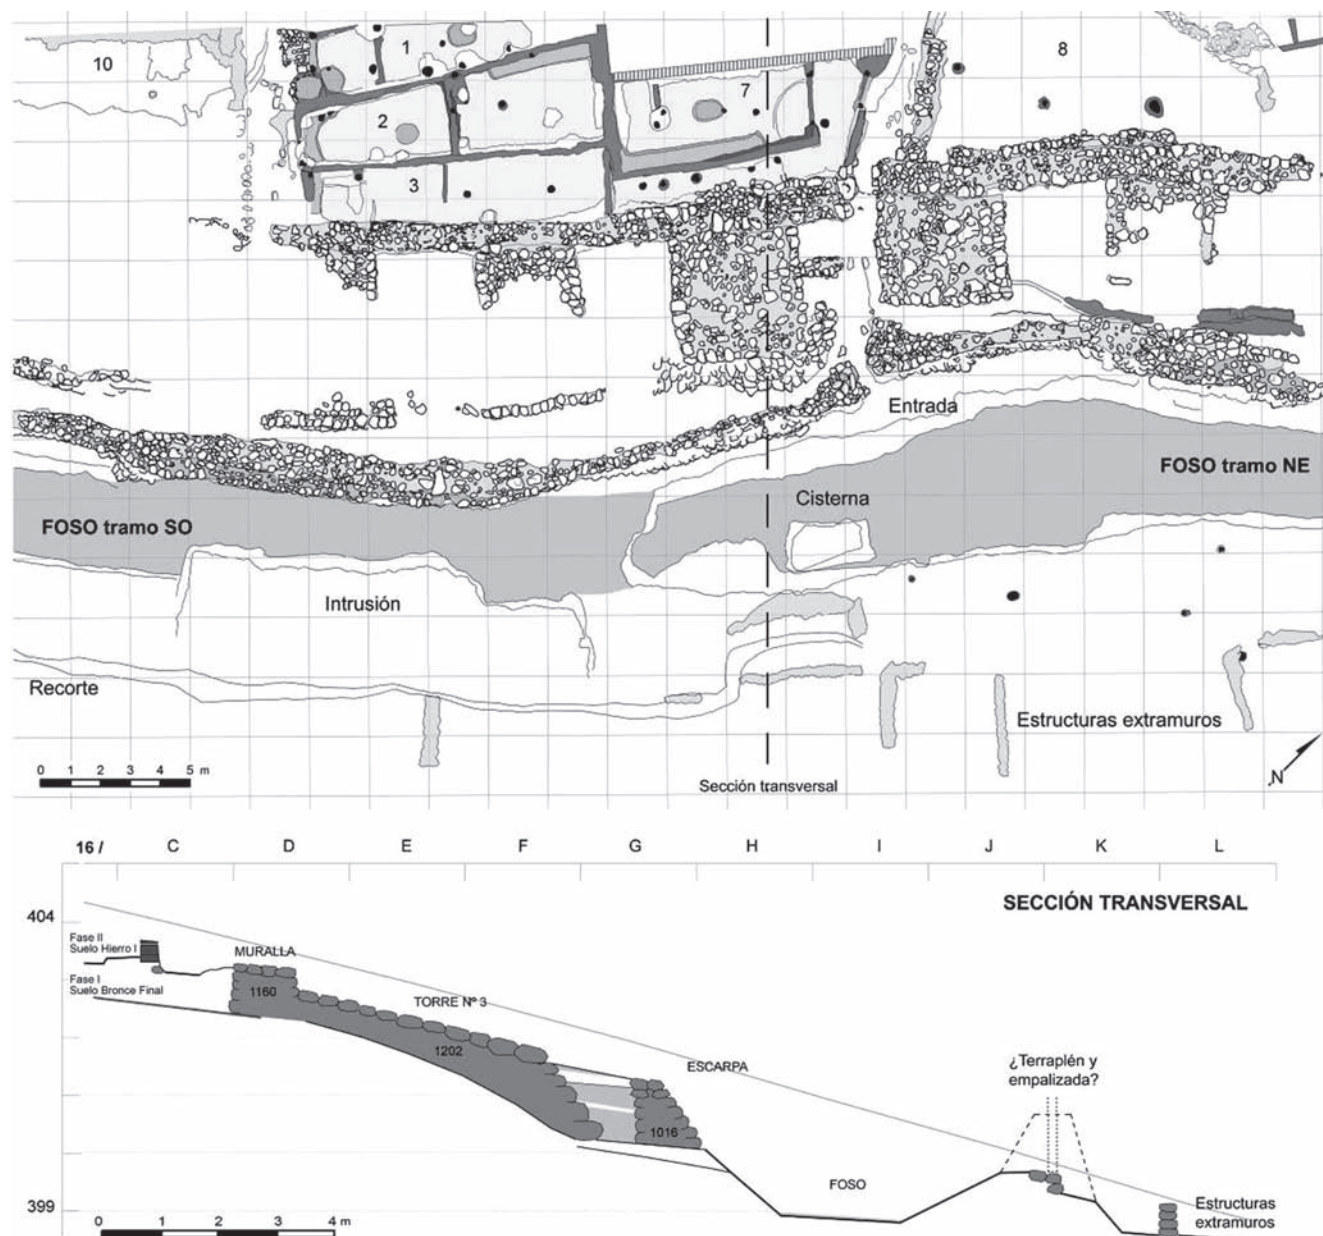 10
1
2
3
7
8
Entrada
FOSO tramo NE
Cisterna
FOSO tramo SO
Intrusión
Recorte
Estructuras extramuros
0 1 2 3 4 5 m
Sección transversal
N
16 / C D E F G H I J K L
SECCIÓN TRANSVERSAL
404
Fase II
Suelo Hierro I
MURALLA
Fase I
Suelo Bronce Final
1160
TORRE Nº 3
1202
ESCARPA
1016
¿Terraplén y
empalizada?
FOSO
399
Estructuras
extramuros
0 1 2 3 4 m